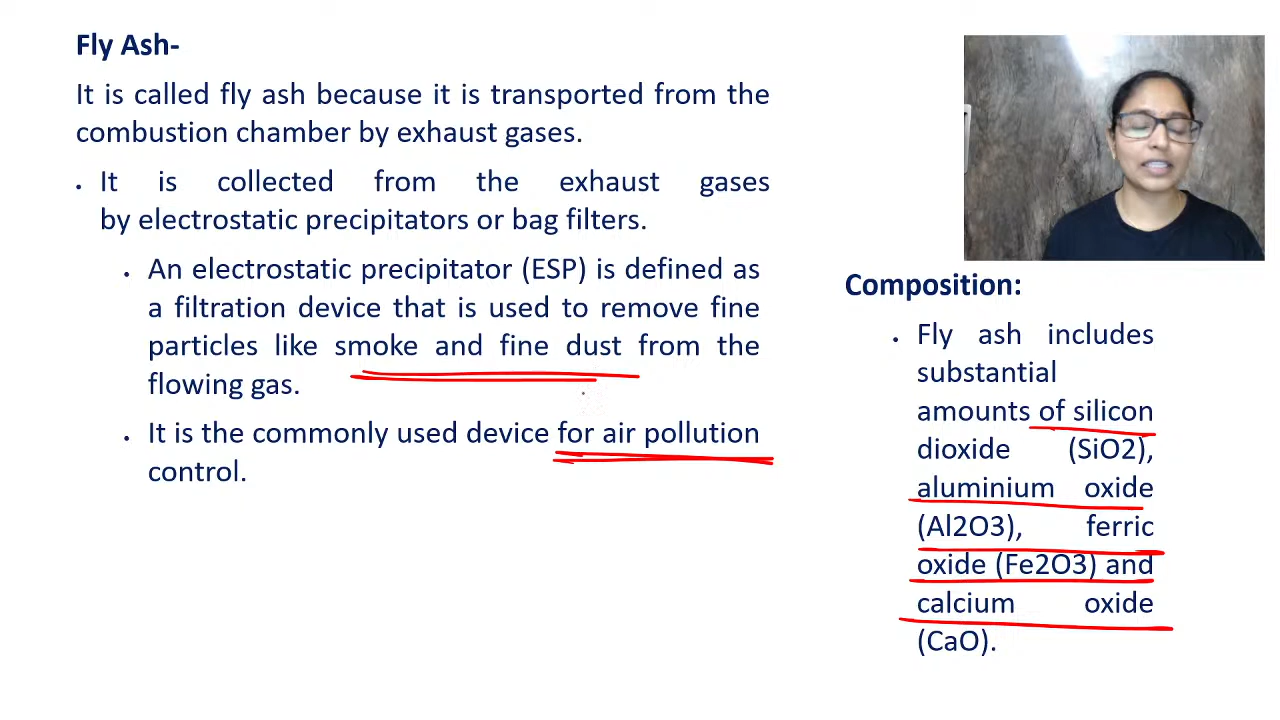 Fly Ash-
It is called fly ash because it is transported from the
combustion chamber by exhaust gases.
• It is collected from the exhaust gases
by electrostatic precipitators or bag filters.
• An electrostatic precipitator (ESP) is defined as
a filtration device that is used to remove fine
particles like smoke and fine dust from the
flowing gas.
• It is the commonly used device for air pollution
control.
Composition:
• Fly ash includes
substantial
amounts of silicon
dioxide (SiO2),
aluminium oxide
(Al2O3), ferric
oxide (Fe2O3) and
calcium oxide
(CaO).